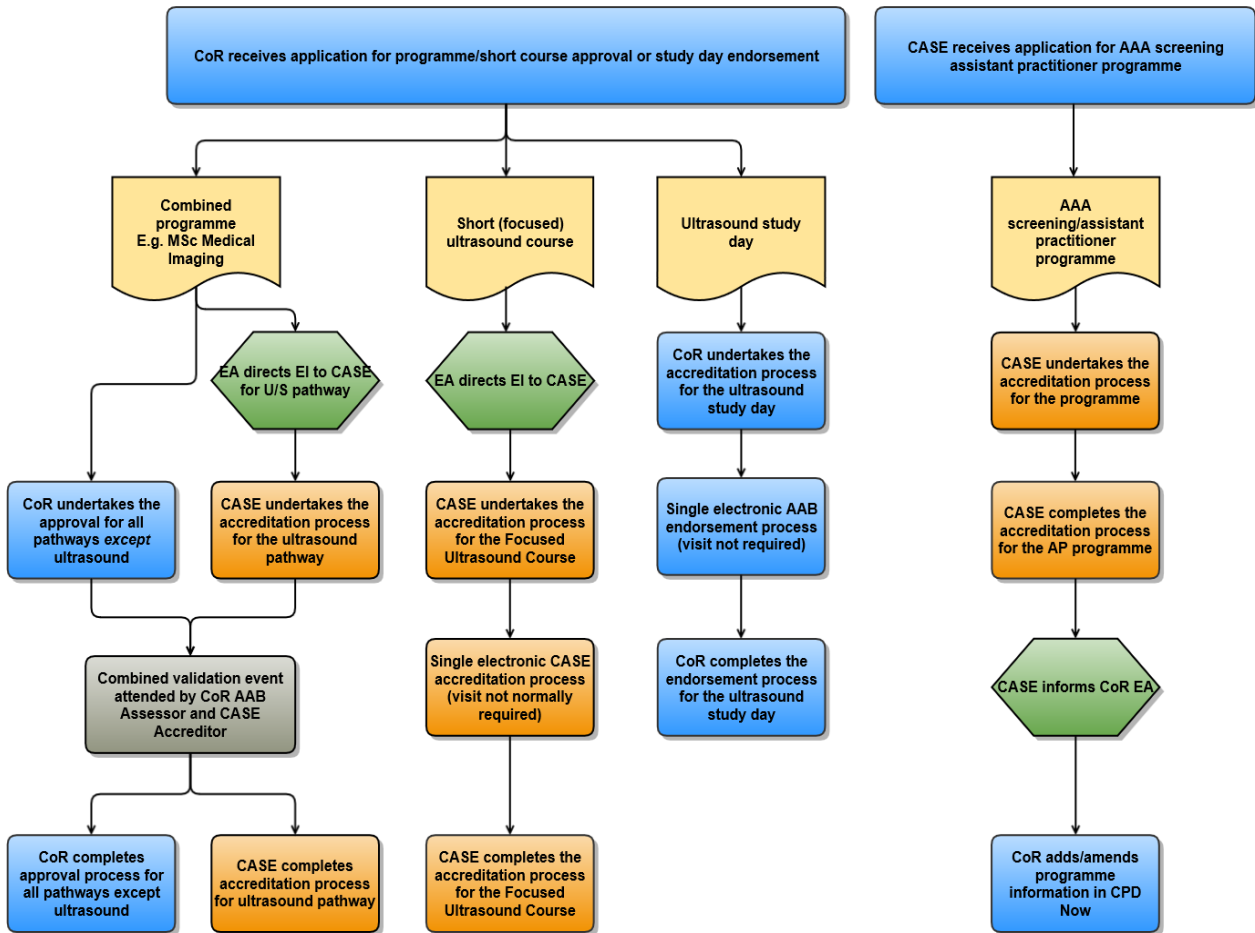 CoR receives application for programme/short course approval or study day endorsement
CASE receives application for AAA screening
assistant practitioner programme
Combined
programme
E.g. MSc Medical
Imaging
Short (focused)
ultrasound course
Ultrasound study
day
AAA
screening/assistant
practitioner
programme
EA directs EI to CASE
for U/S pathway
EA directs EI to CASE
CoR undertakes the
accreditation process
for the ultrasound
study day
CASE undertakes the
accreditation process
for the programme
CoR undertakes the
approval for all
pathways except
ultrasound
CASE undertakes the
accreditation process
for the ultrasound
pathway
CASE undertakes the
accreditation process
for the Focused
Ultrasound Course
Single electronic AAB
endorsement process
(visit not required)
CASE completes the
accreditation process
for the AP programme
Combined validation event
attended by CoR AAB
Assessor and CASE
Accreditor
Single electronic CASE
accreditation process
(visit not normally
required)
CoR completes the
endorsement process
for the ultrasound
study day
CASE informs CoR EA
CoR completes
approval process for
all pathways except
ultrasound
CASE completes
accreditation process
for ultrasound pathway
CASE completes the
accreditation process
for the Focused
Ultrasound Course
CoR adds/amends
programme
information in CPD
Now